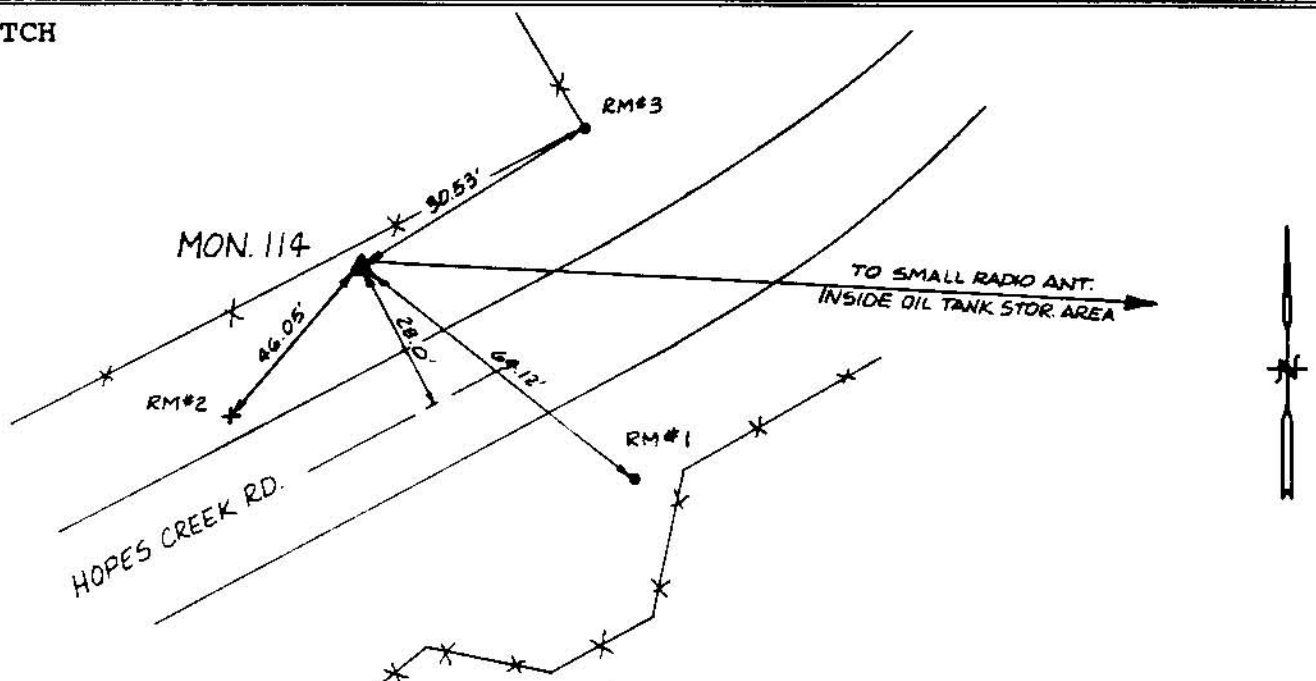 TCH
RM#3
30.53'
MON. 114
TO SMALL RADIO ANT.
INSIDE OIL TANK STOR. AREA
46.05'
28.0'
RM#2
RM#1
HOPES CREEK RD.
N